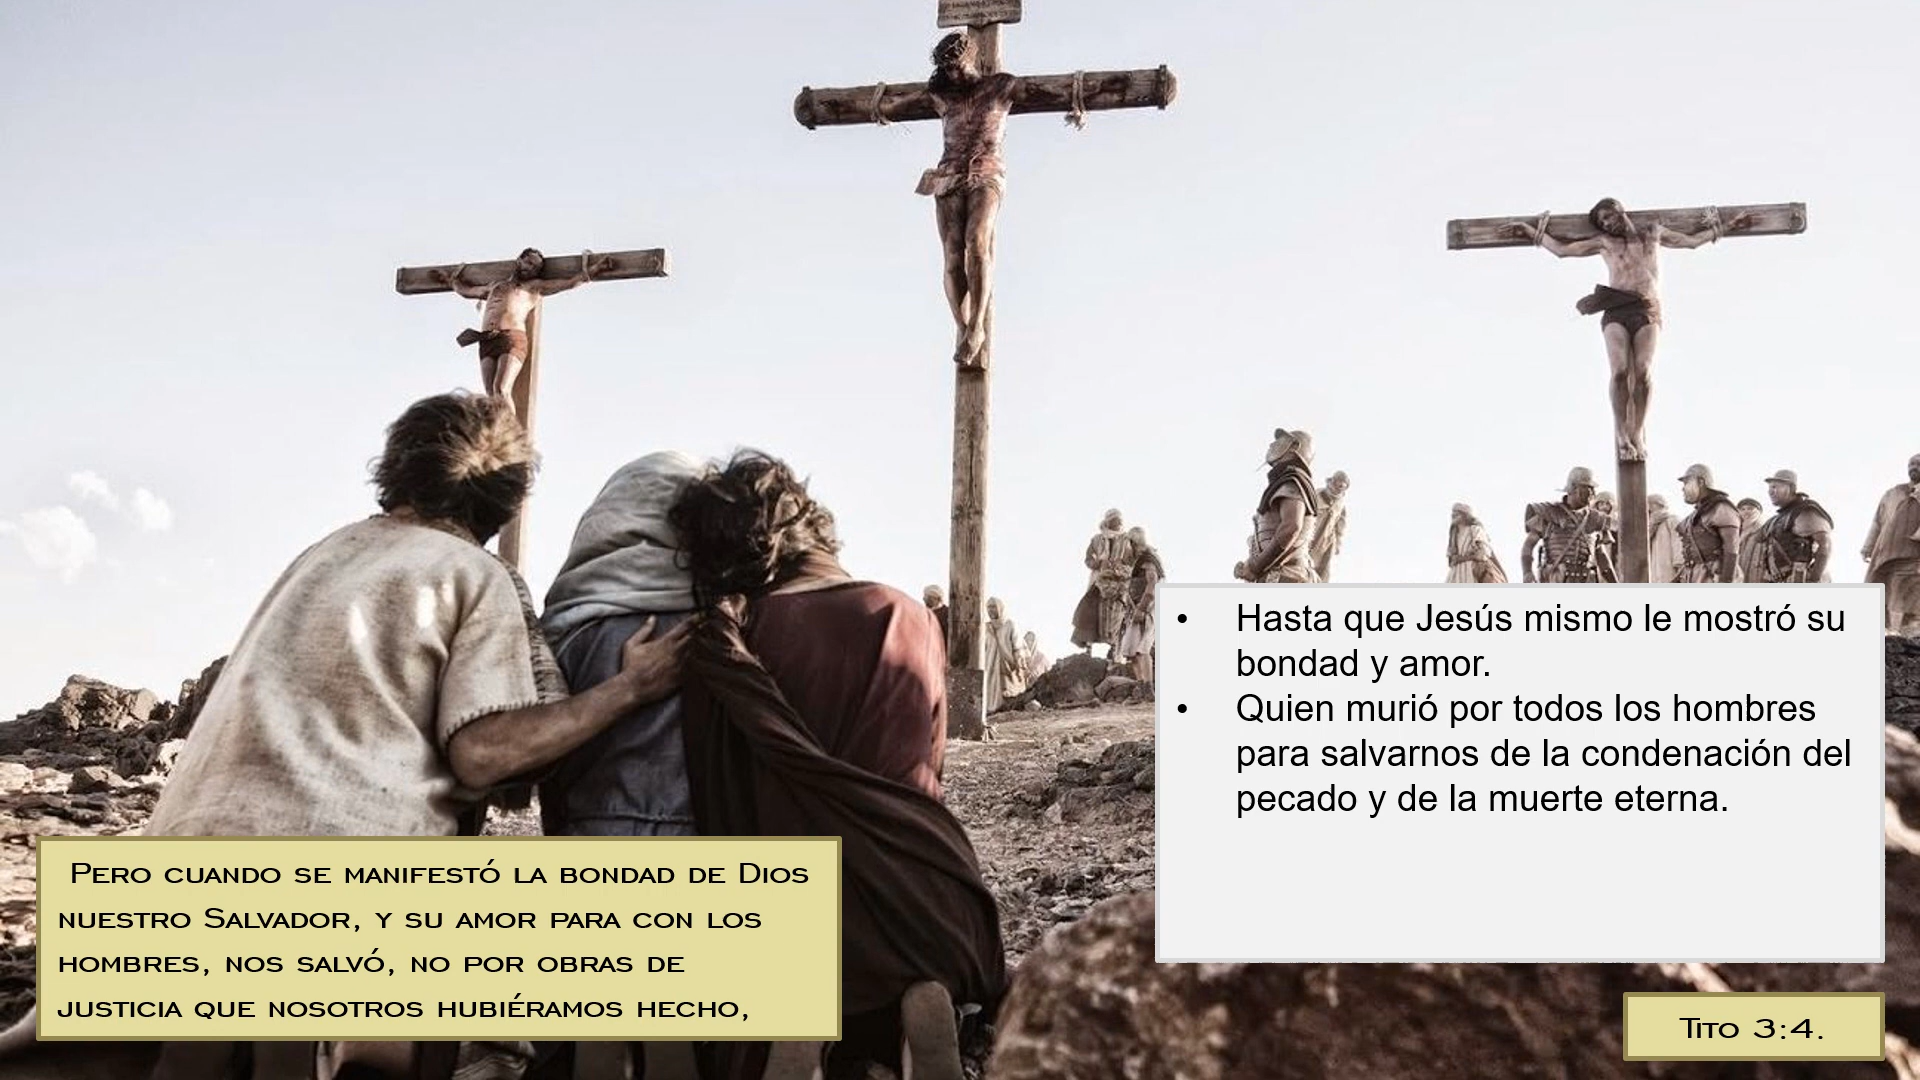 • Hasta que Jesús mismo le mostró su
bondad y amor.
• Quien murió por todos los hombres
para salvarnos de la condenación del
pecado y de la muerte eterna.
Pero cuando se manifestó la bondad de Dios
nuestro Salvador, y su amor para con los
hombres, nos salvó, no por obras de
justicia que nosotros hubiéramos hecho,
Tito 3:4.